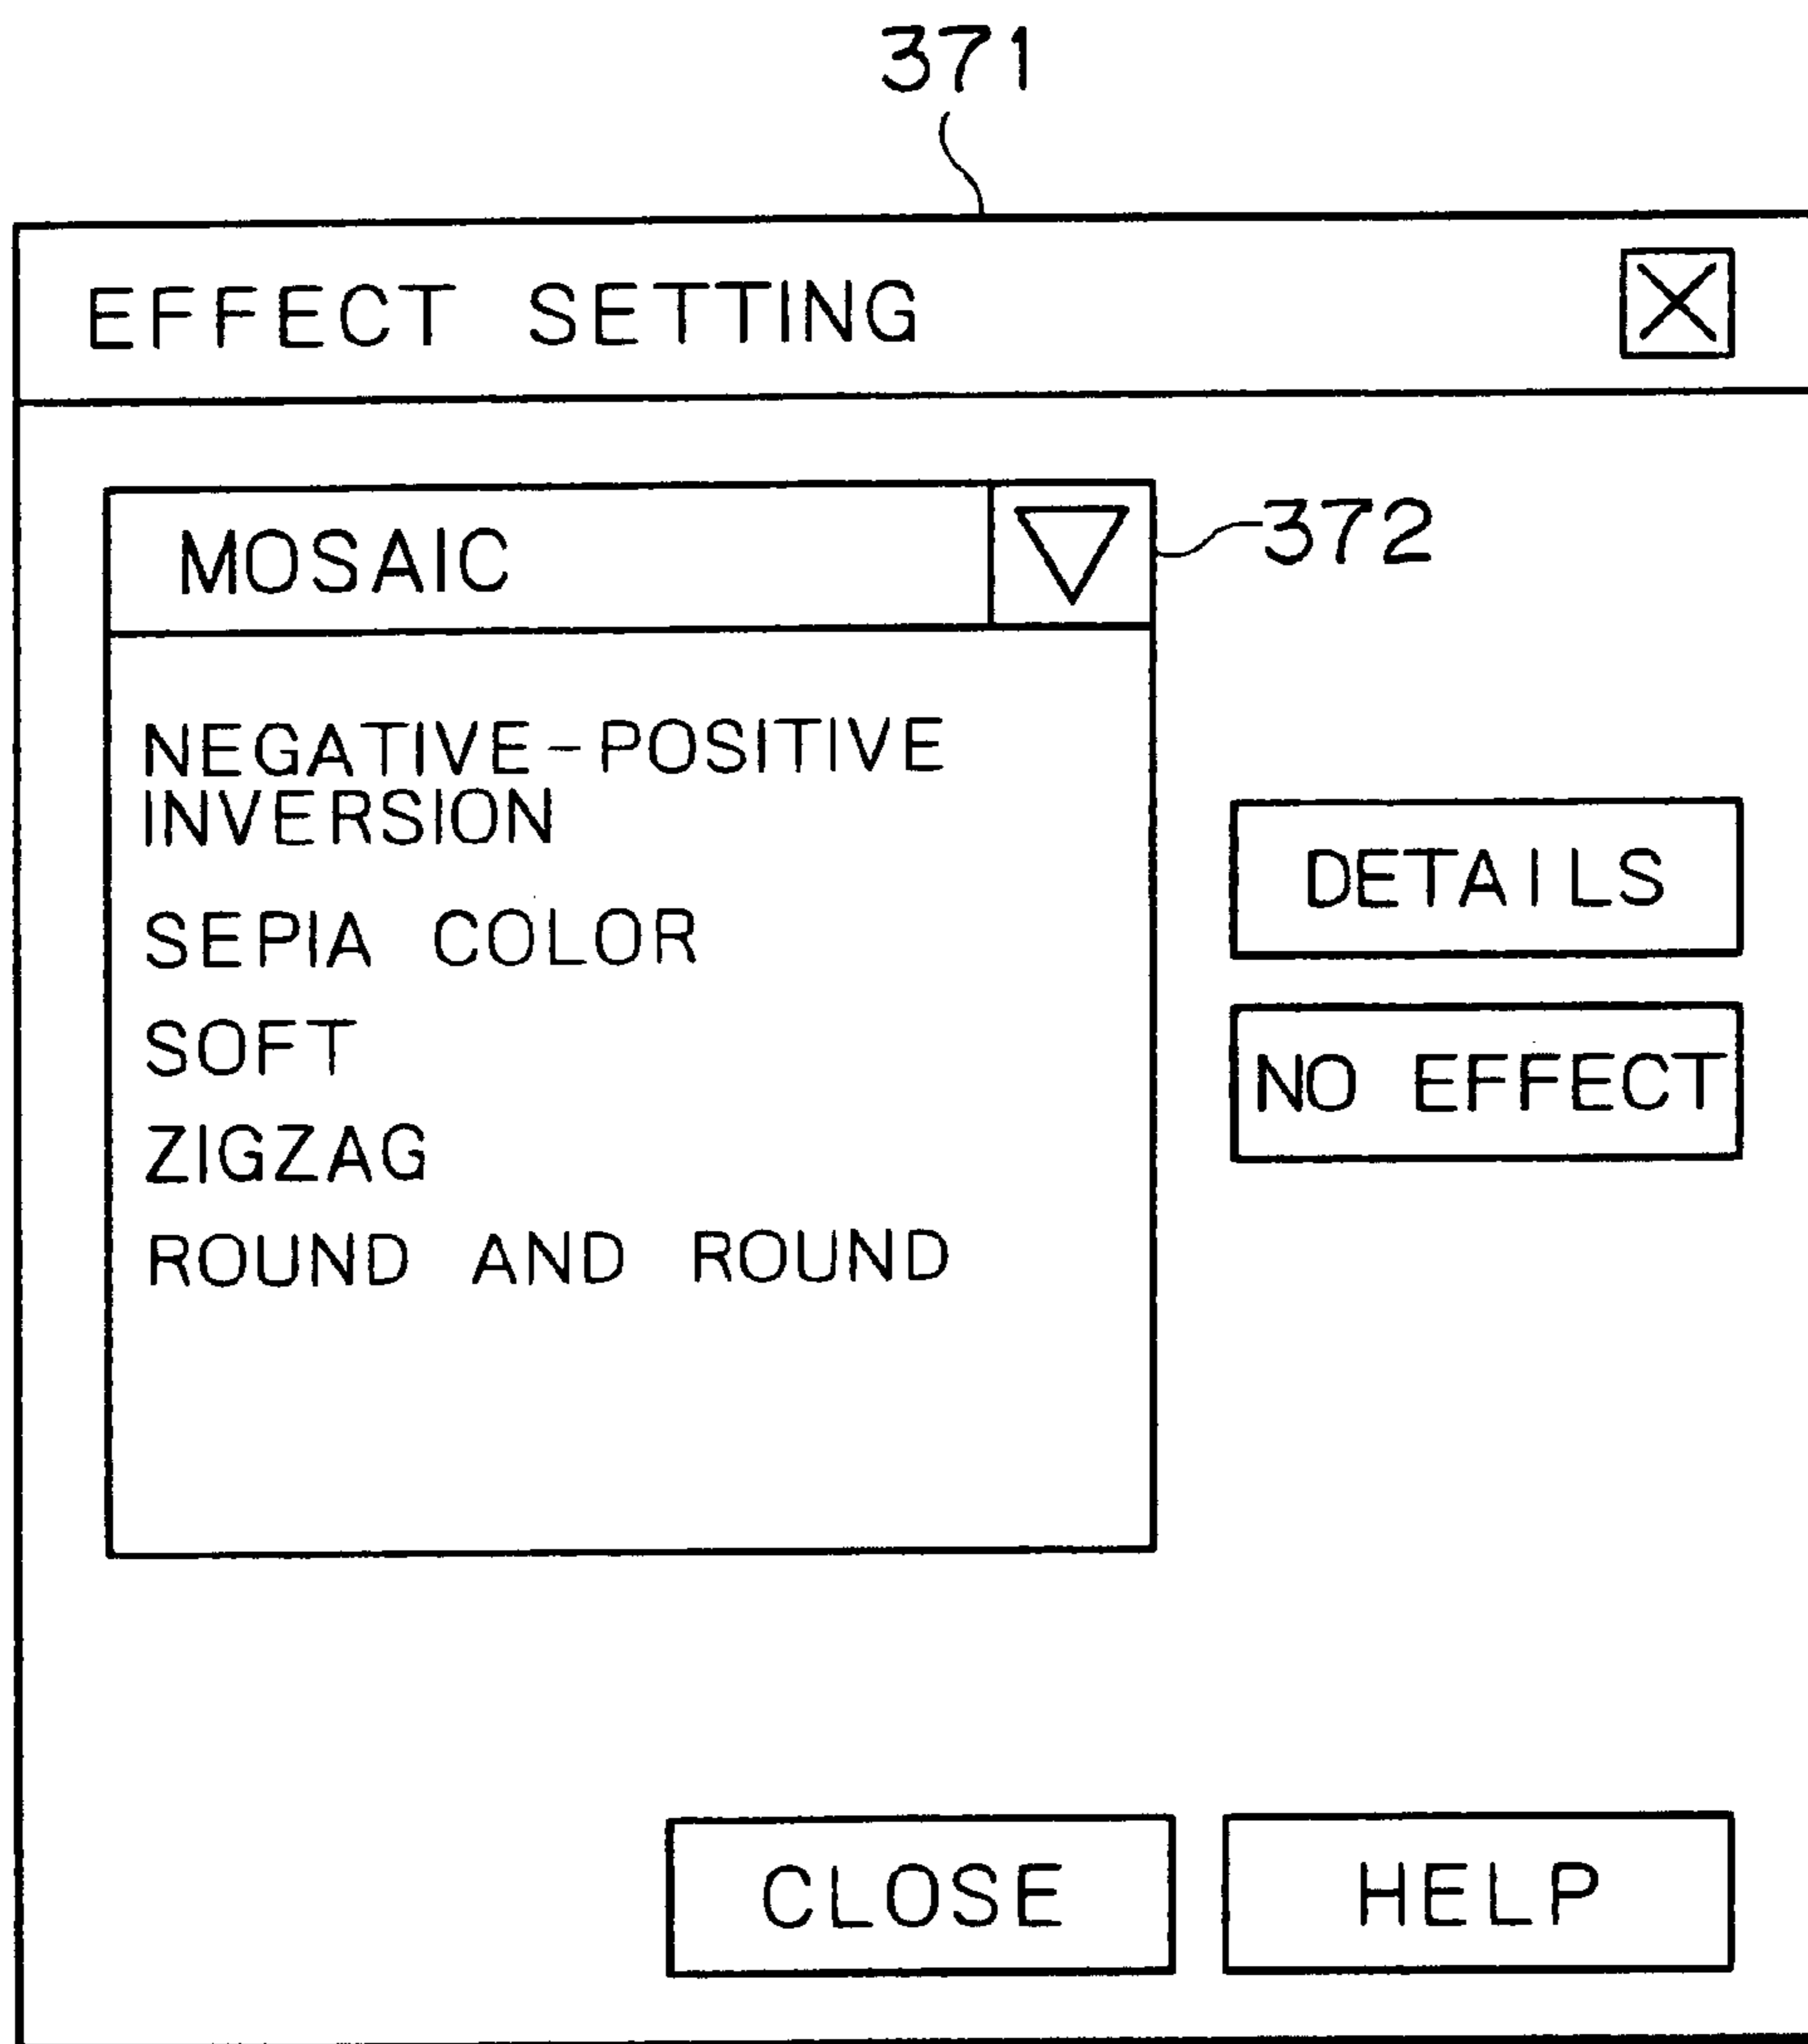 371
EFFECT SETTING
MOSAIC
372
NEGATIVE-POSITIVE
INVERSION
SEPIA COLOR
SOFT
ZIGZAG
ROUND AND ROUND
DETAILS
NO EFFECT
CLOSE
HELP